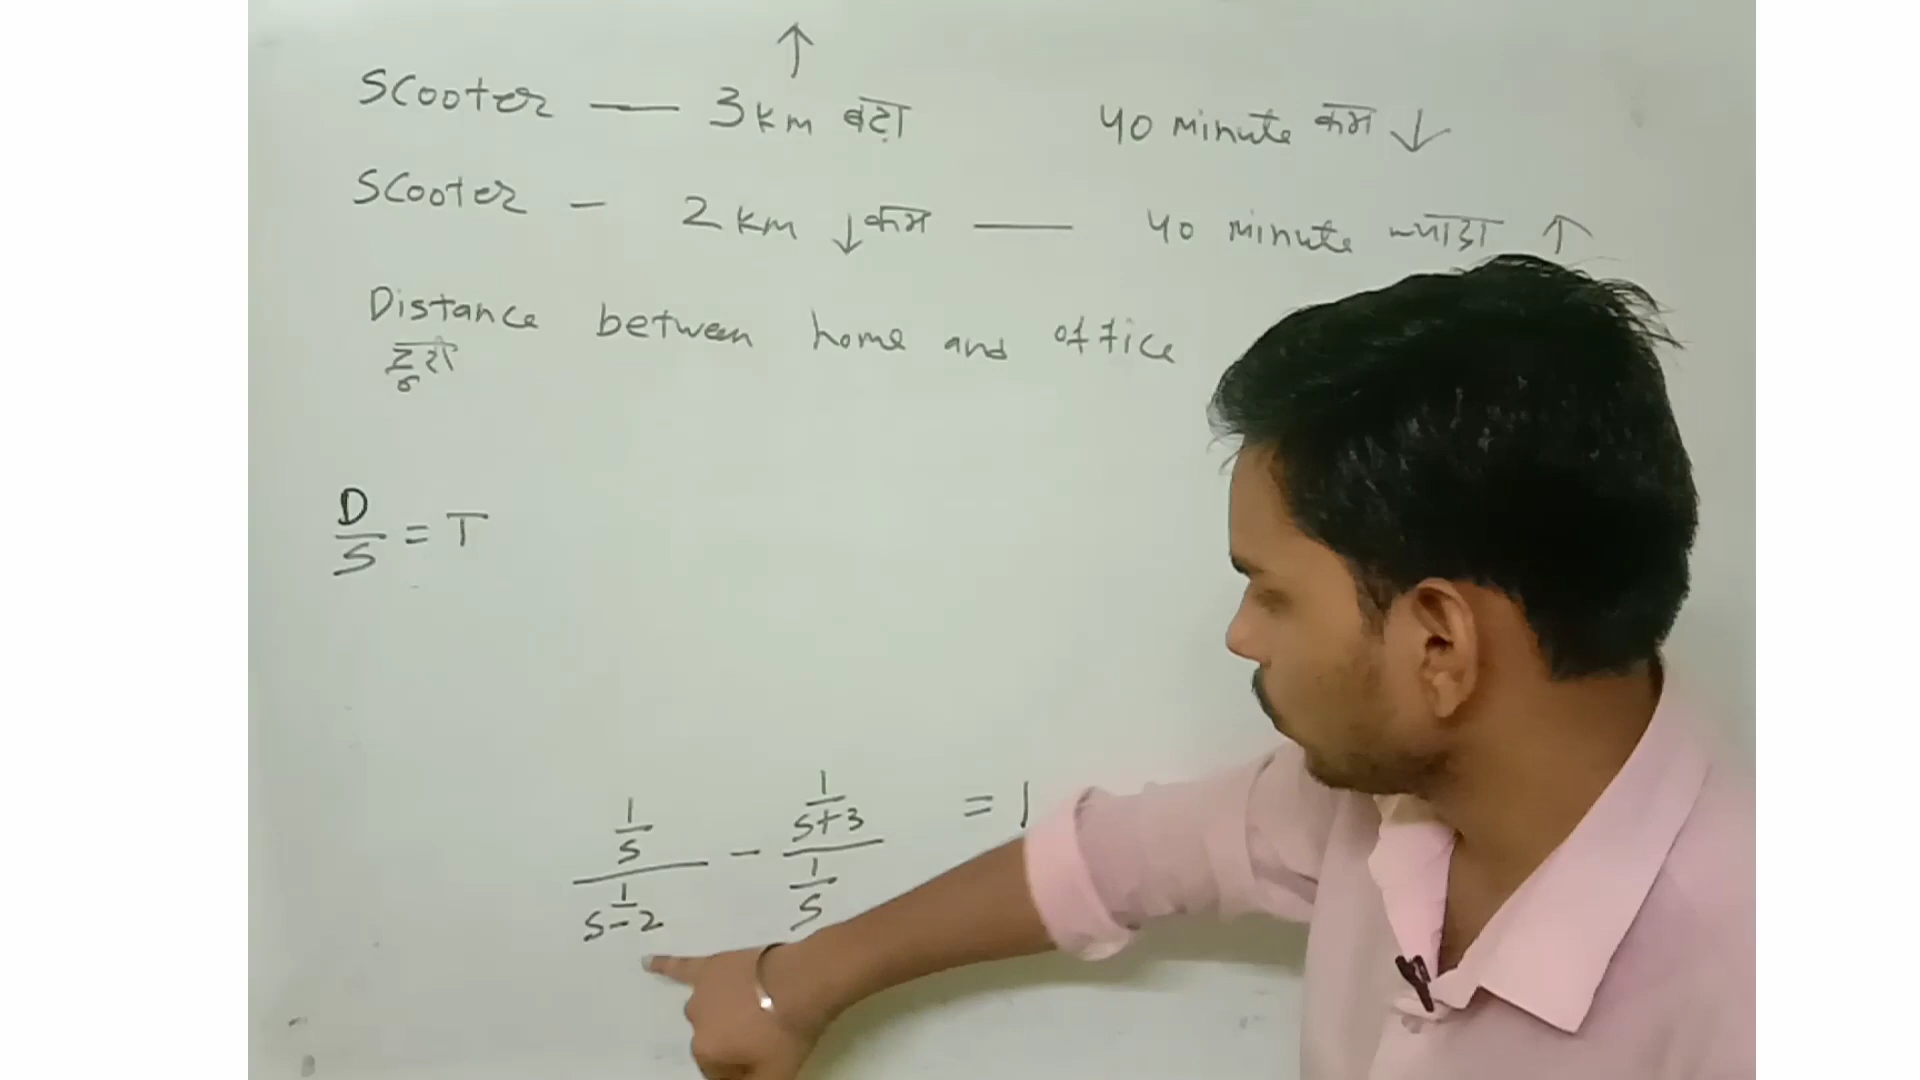 Scooter — 3 km ↑ बढ़ा 40 minute कम ↓
Scooter - 2 km ↓ कम — 40 minute ज्यादा ↑
Distance between home and office
दूरी
D/S = T
(1/S)/(1/S-2) - (1/S+3)/(1/S) = 1